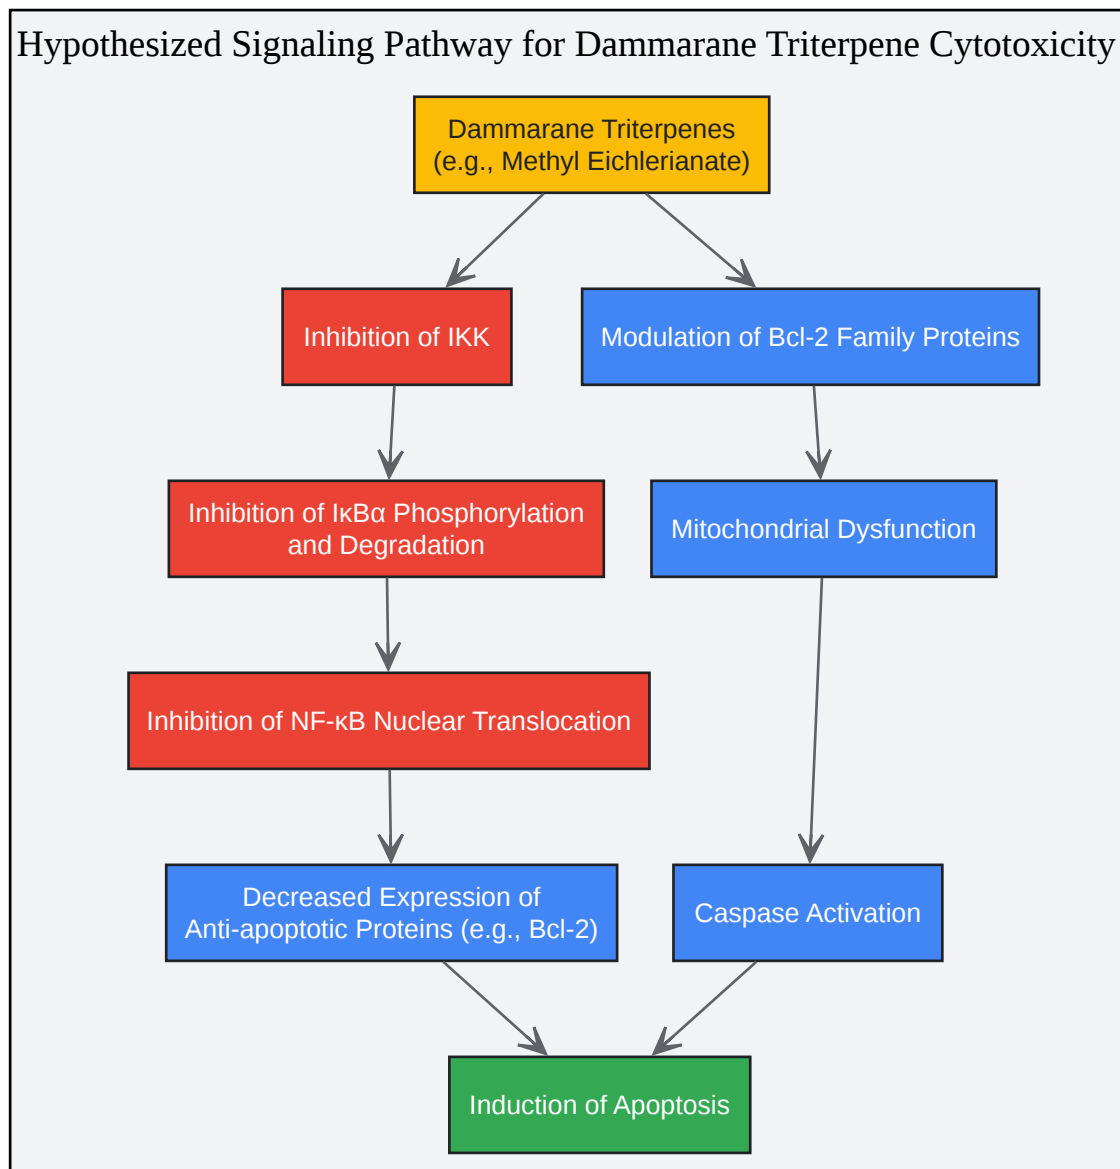 Hypothesized Signaling Pathway for Dammarane Triterpene Cytotoxicity
Dammarane Triterpenes
(e.g., Methyl Eichlerianate)
Inhibition of IKK
Modulation of Bcl-2 Family Proteins
Inhibition of IκBα Phosphorylation
and Degradation
Mitochondrial Dysfunction
Inhibition of NF-κB Nuclear Translocation
Decreased Expression of
Anti-apoptotic Proteins (e.g., Bcl-2)
Caspase Activation
Induction of Apoptosis